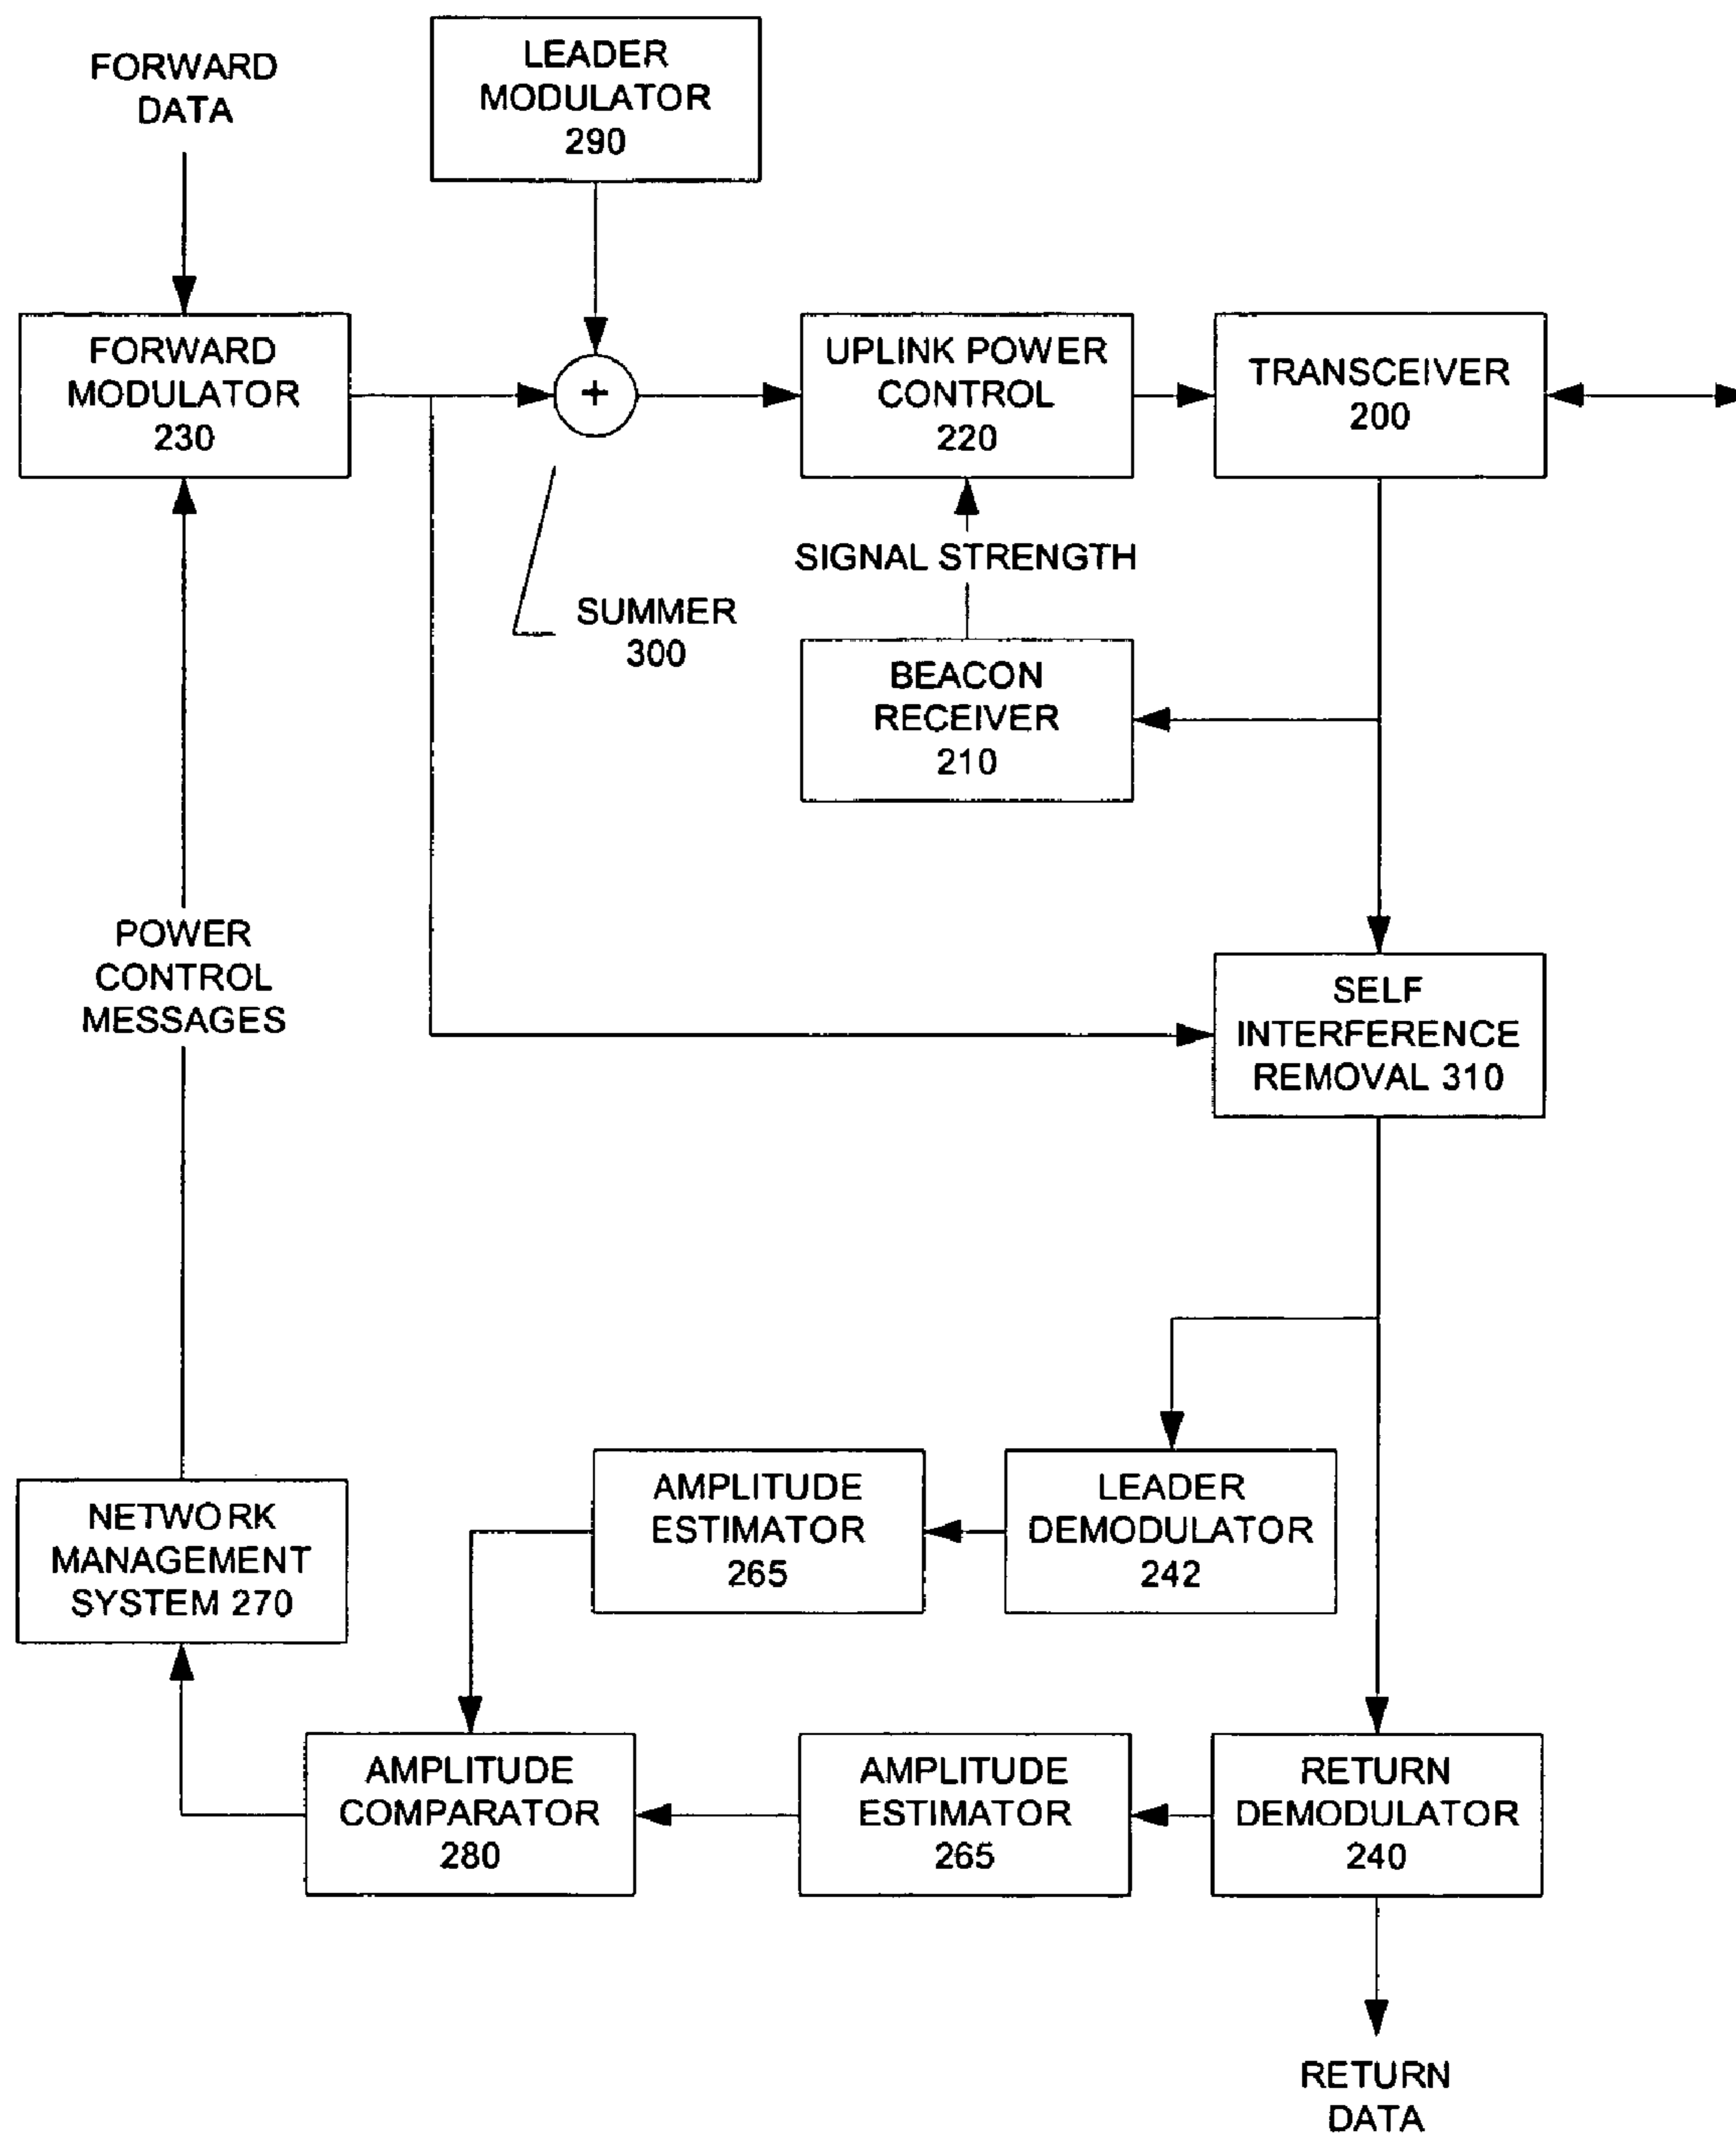 FORWARD
DATA
LEADER
MODULATOR
290
FORWARD
MODULATOR
230
+
UPLINK POWER
CONTROL
220
TRANSCEIVER
200
SIGNAL STRENGTH
SUMMER
300
BEACON
RECEIVER
210
POWER
CONTROL
MESSAGES
SELF
INTERFERENCE
REMOVAL 310
NETWORK
MANAGEMENT
SYSTEM 270
AMPLITUDE
ESTIMATOR
265
LEADER
DEMODULATOR
242
AMPLITUDE
COMPARATOR
280
AMPLITUDE
ESTIMATOR
265
RETURN
DEMODULATOR
240
RETURN
DATA